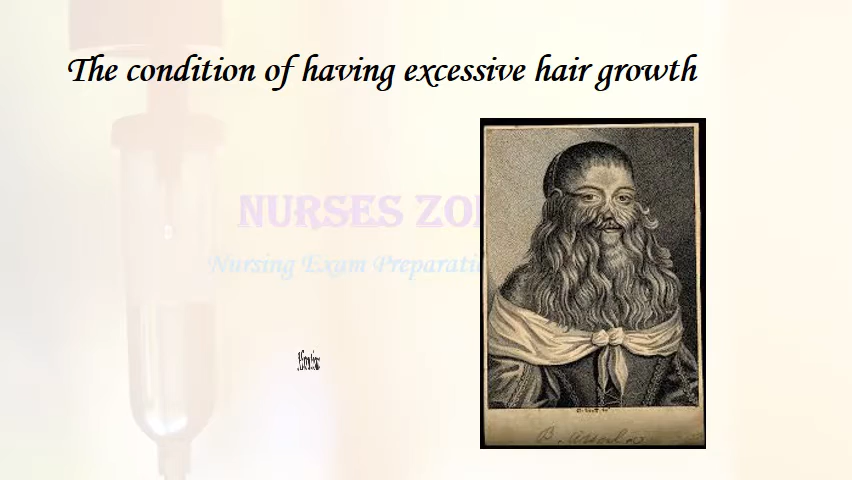 The condition of having excessive hair growth
NURSES ZO
Nursing Exam Preparati